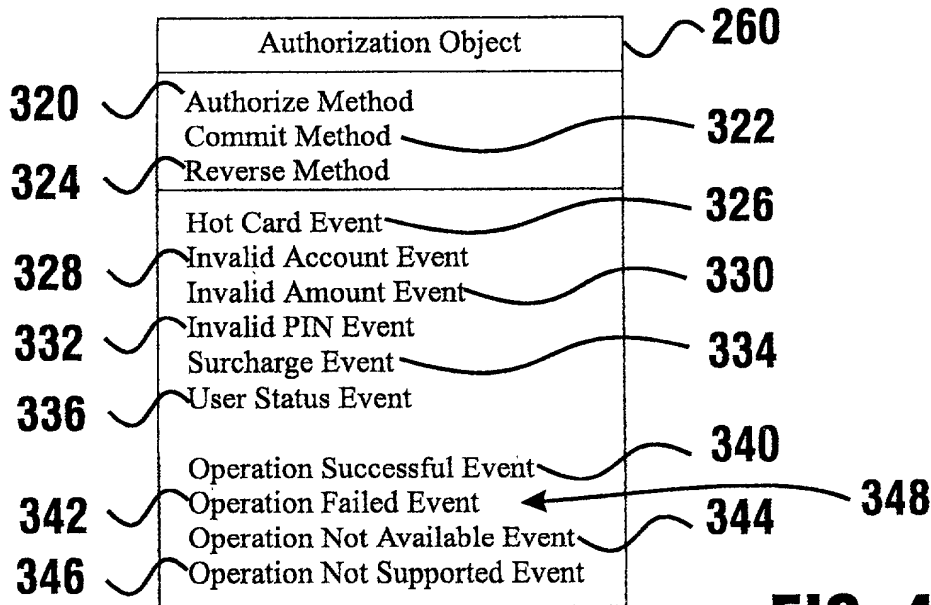 Authorization Object 260
320 Authorize Method
Commit Method 322
324 Reverse Method
Hot Card Event 326
328 Invalid Account Event
Invalid Amount Event 330
332 Invalid PIN Event
Surcharge Event 334
336 User Status Event
Operation Successful Event 340
342 Operation Failed Event 348
Operation Not Available Event 344
346 Operation Not Supported Event